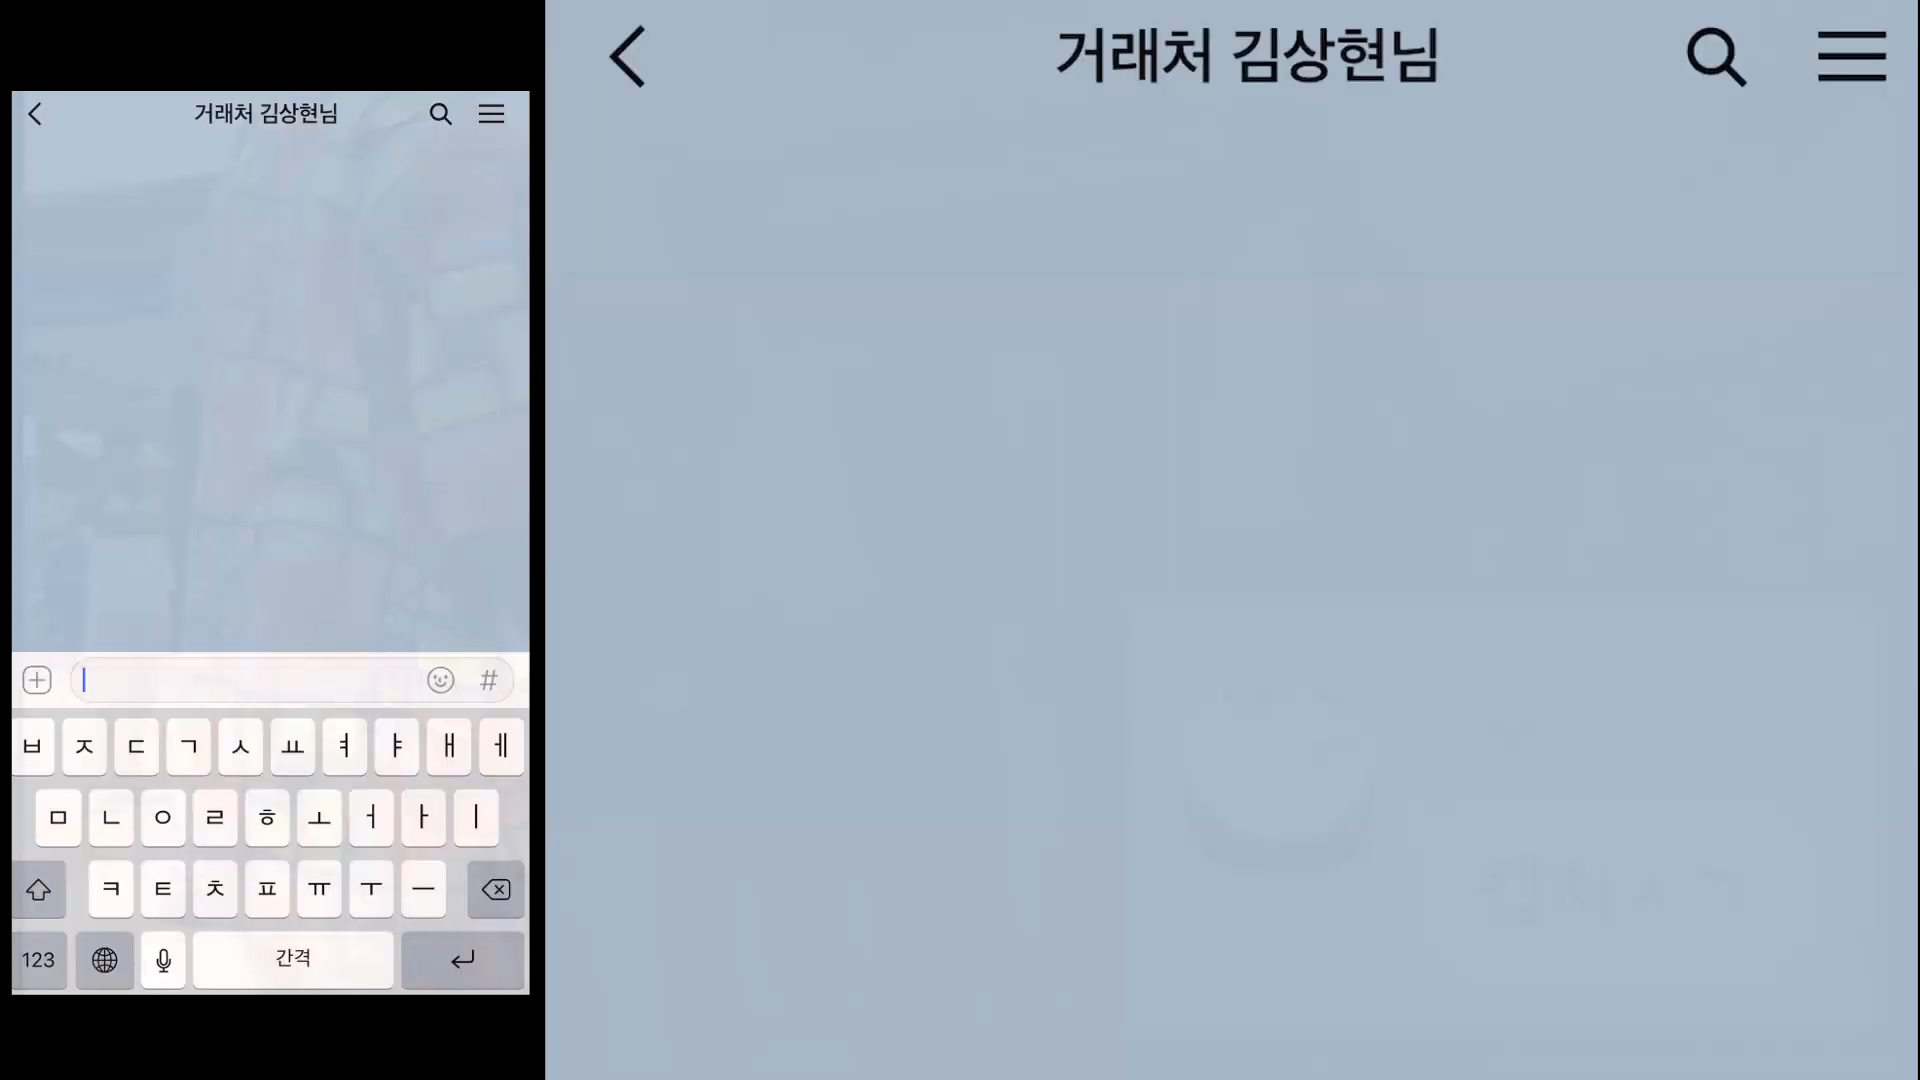 거래처 김상현님
#
ㅂ ㅈ ㄷ ㄱ ㅅ ㅛ ㅕ ㅑ ㅐ ㅔ
ㅁ ㄴ ㅇ ㄹ ㅎ ㅗ ㅓ ㅏ ㅣ
ㅋ ㅌ ㅊ ㅍ ㅠ ㅜ ㅡ
123 간격
거래처 김상현님